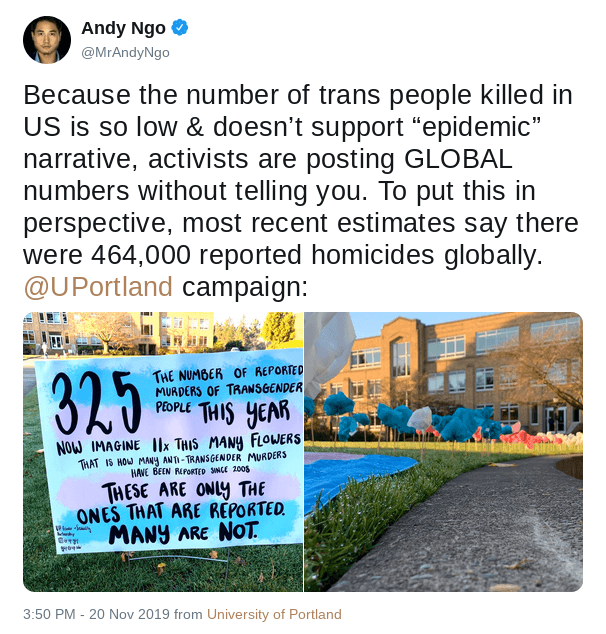 Andy Ngo
@MrAndyNgo
Because the number of trans people killed in
US is so low & doesn’t support “epidemic”
narrative, activists are posting GLOBAL
numbers without telling you. To put this in
perspective, most recent estimates say there
were 464,000 reported homicides globally.
@UPortland campaign:
325
THE NUMBER OF REPORTED
MURDERS OF TRANSGENDER
PEOPLE THIS YEAR
NOW IMAGINE 11x THIS MANY FLOWERS
THAT IS HOW MANY ANTI-TRANSGENDER MURDERS
HAVE BEEN REPORTED SINCE 2008
THESE ARE ONLY THE
ONES THAT ARE REPORTED.
MANY ARE NOT.
3:50 PM - 20 Nov 2019 from University of Portland